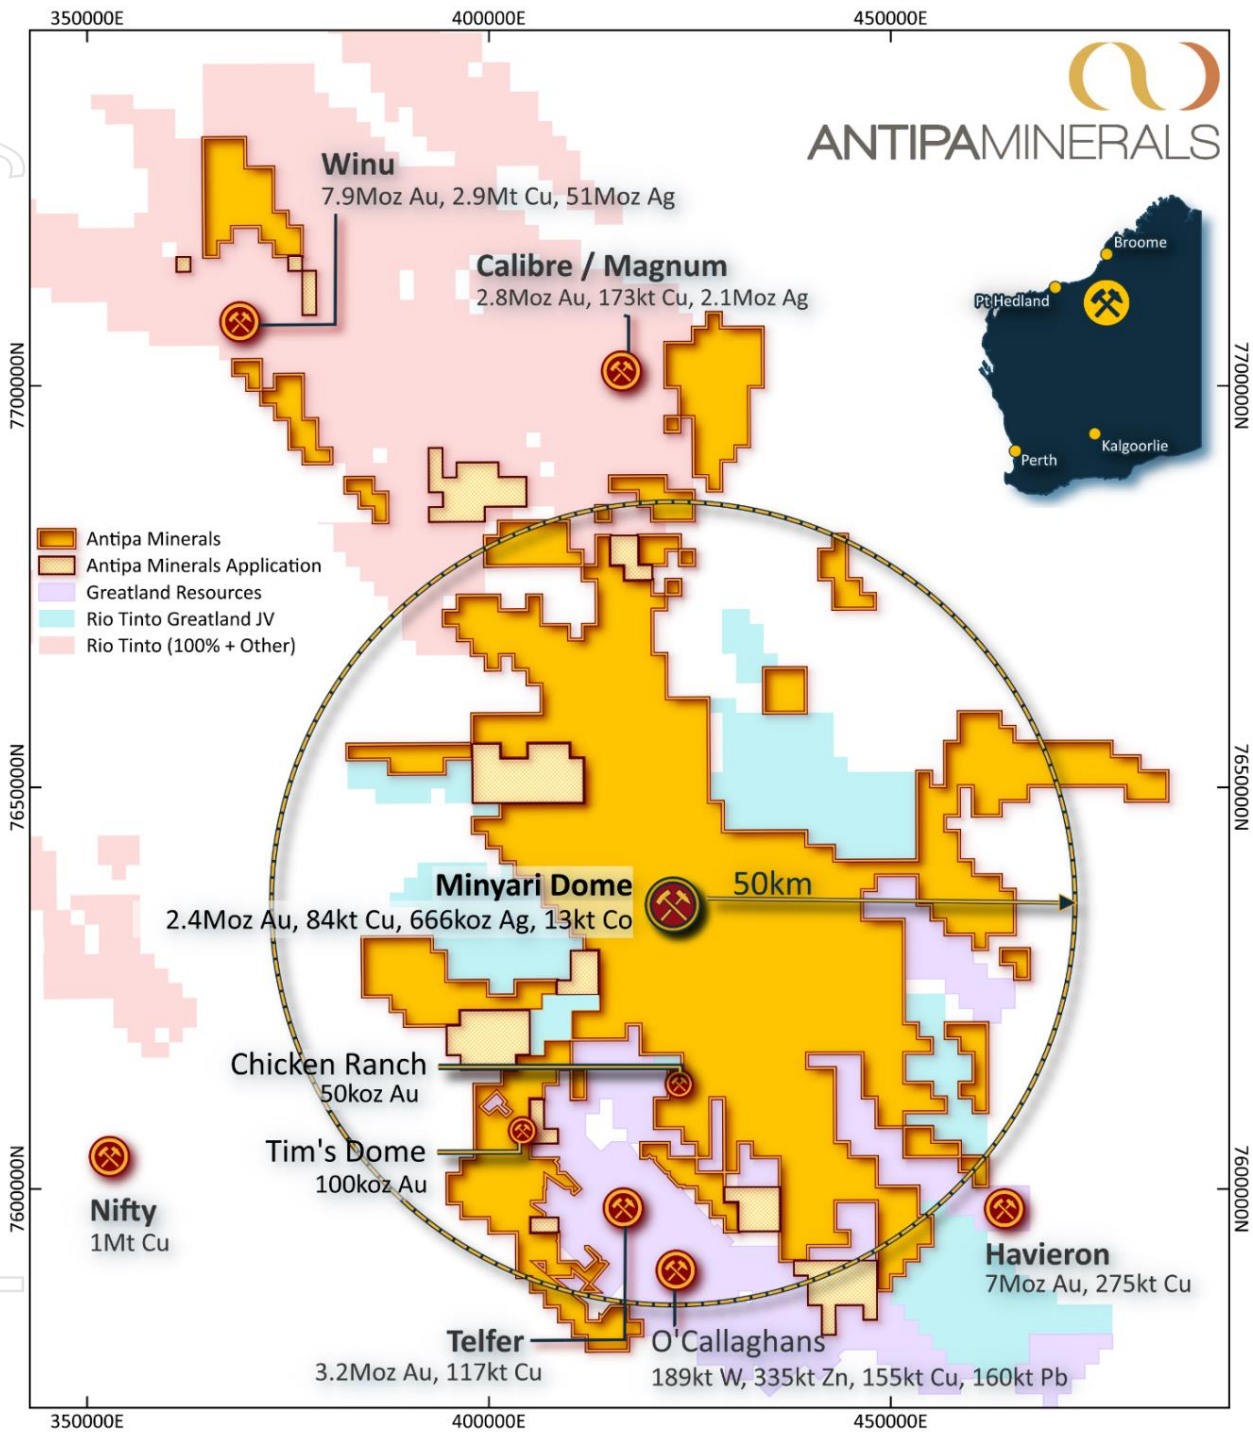 350000E
400000E
450000E
ANTIPAMINERALS
Winu
7.9Moz Au, 2.9Mt Cu, 51Moz Ag
Calibre / Magnum
2.8Moz Au, 173kt Cu, 2.1Moz Ag
Broome
Pt Hedland
Kalgoorlie
Perth
7700000N
7700000N
Antipa Minerals
Antipa Minerals Application
Greatland Resources
Rio Tinto Greatland JV
Rio Tinto (100% + Other)
7650000N
7650000N
Minyari Dome
2.4Moz Au, 84kt Cu, 666koz Ag, 13kt Co
50km
Chicken Ranch
50koz Au
Tim's Dome
100koz Au
7600000N
7600000N
Nifty
1Mt Cu
Havieron
7Moz Au, 275kt Cu
Telfer
3.2Moz Au, 117kt Cu
O'Callaghans
189kt W, 335kt Zn, 155kt Cu, 160kt Pb
350000E
400000E
450000E